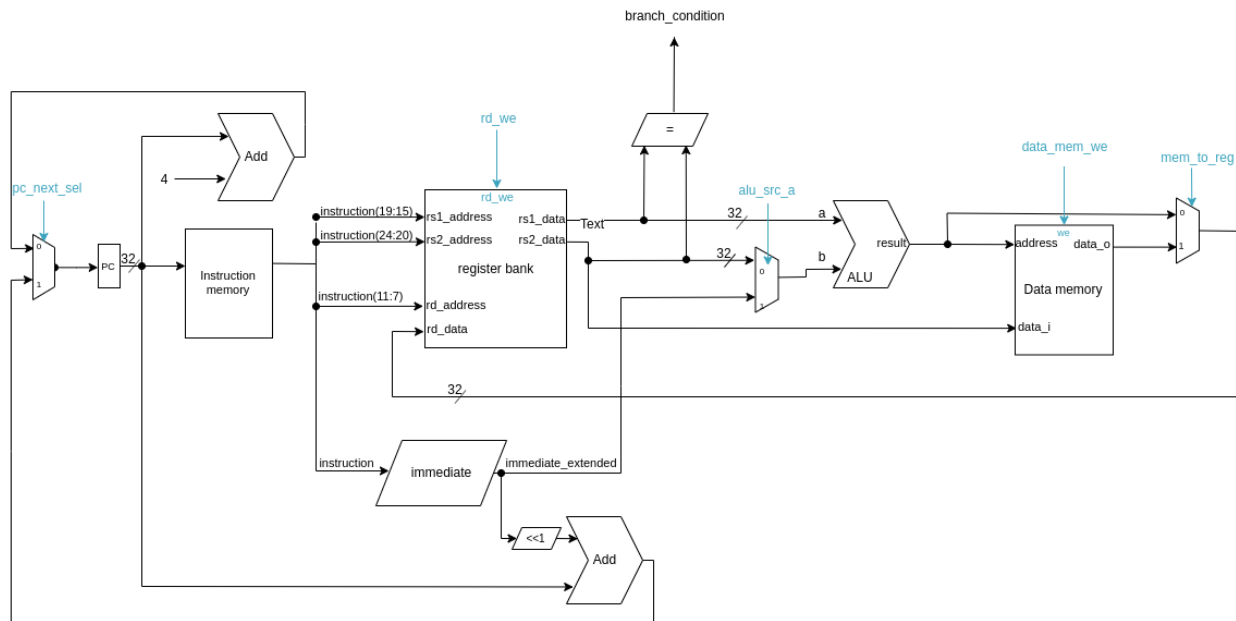 branch_condition
rd_we
=
data_mem_we
mem_to_reg
Add
4
pc_next_sel
alu_src_a
rd_we
instruction(19:15)
rs1_address
rs1_data
Text
32
a
0
instruction(24:20)
rs2_address
rs2_data
we
0
address
data_o
result
1
32
PC
32
0
b
1
Instruction
memory
register bank
ALU
Data memory
instruction(11:7)
rd_address
1
rd_data
data_i
32
instruction
immediate
immediate_extended
<<1
Add